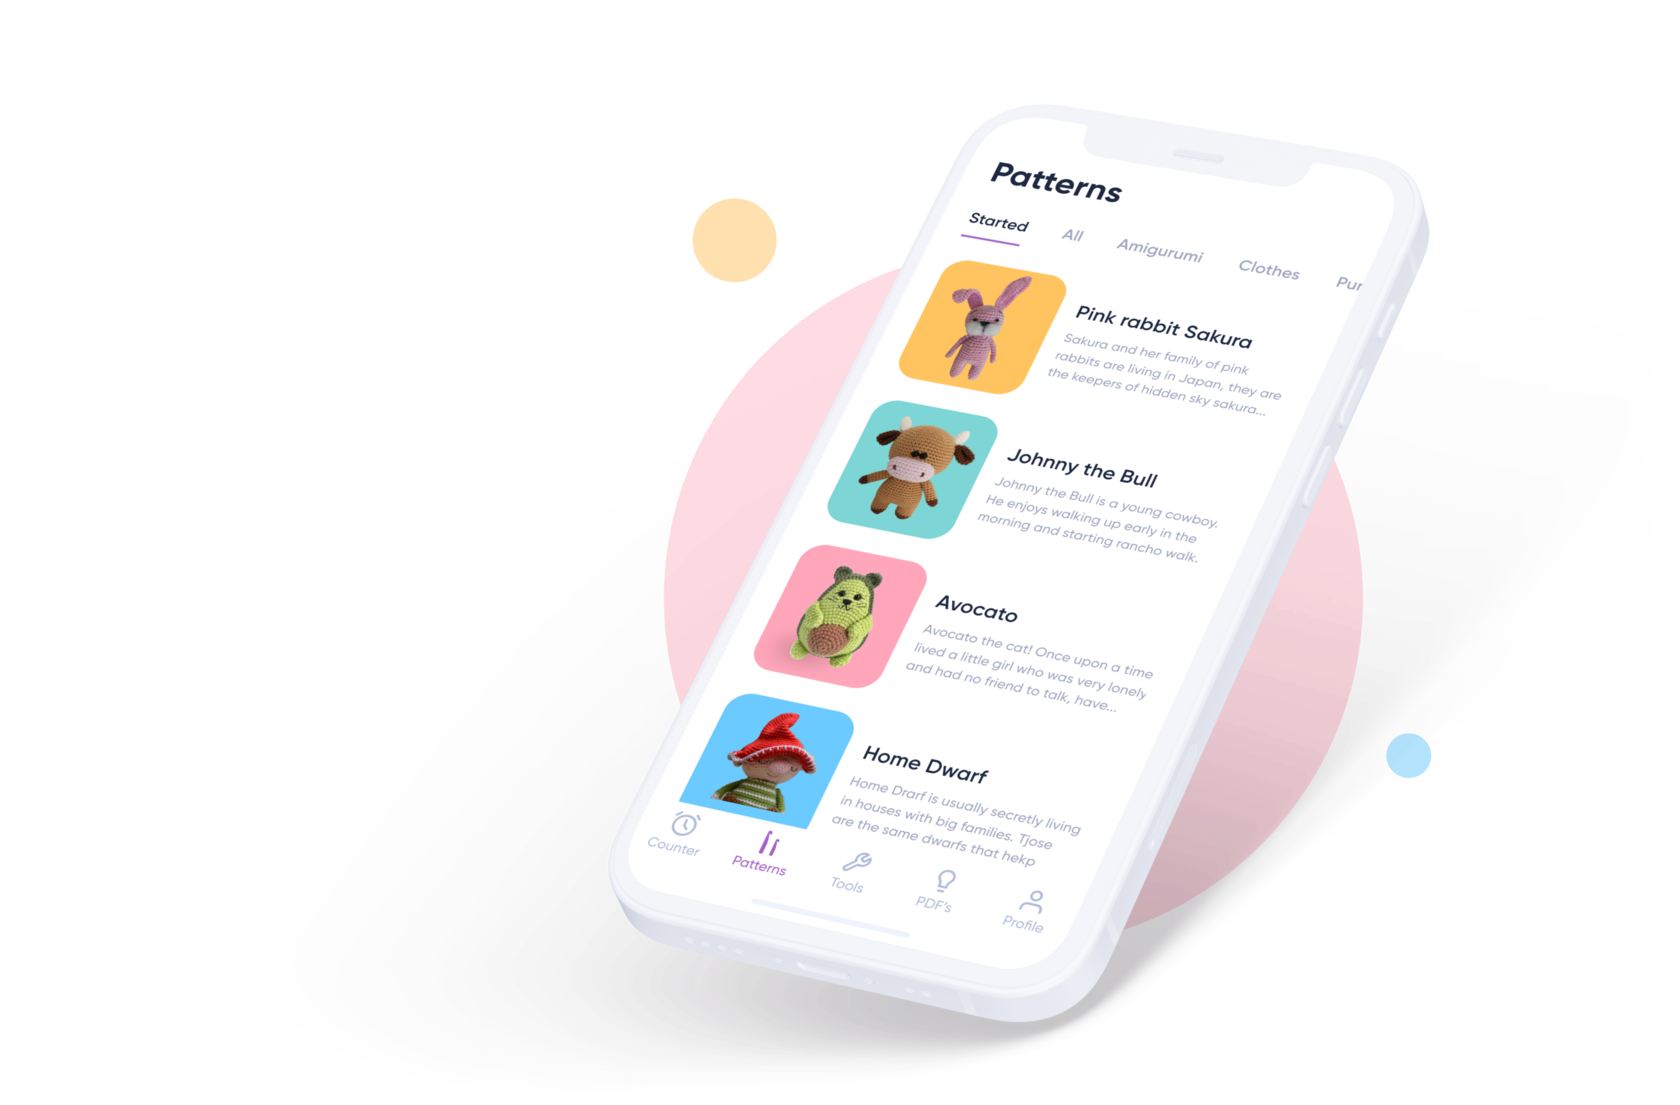 Patterns
Started All Amigurumi Clothes Pur
Pink rabbit Sakura
Sakura and her family of pink
rabbits are living in Japan, they are
the keepers of hidden sky sakura...
Johnny the Bull
Johnny the Bull is a young cowboy.
He enjoys walking up early in the
morning and starting rancho walk.
Avocato
Avocato the cat! Once upon a time
lived a little girl who was very lonely
and had no friend to talk, have...
Home Dwarf
Home Drarf is usually secretly living
in houses with big families. Tjose
are the same dwarfs that hekp
Counter Patterns Tools PDF's Profile